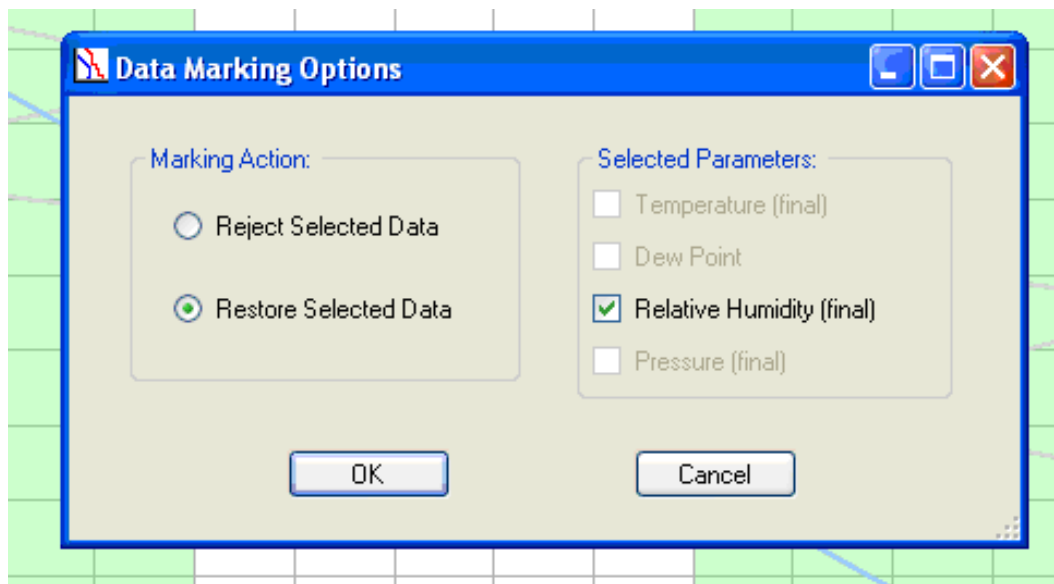 Data Marking Options
Marking Action:
Reject Selected Data
Restore Selected Data
Selected Parameters:
Temperature (final)
Dew Point
Relative Humidity (final)
Pressure (final)
OK
Cancel